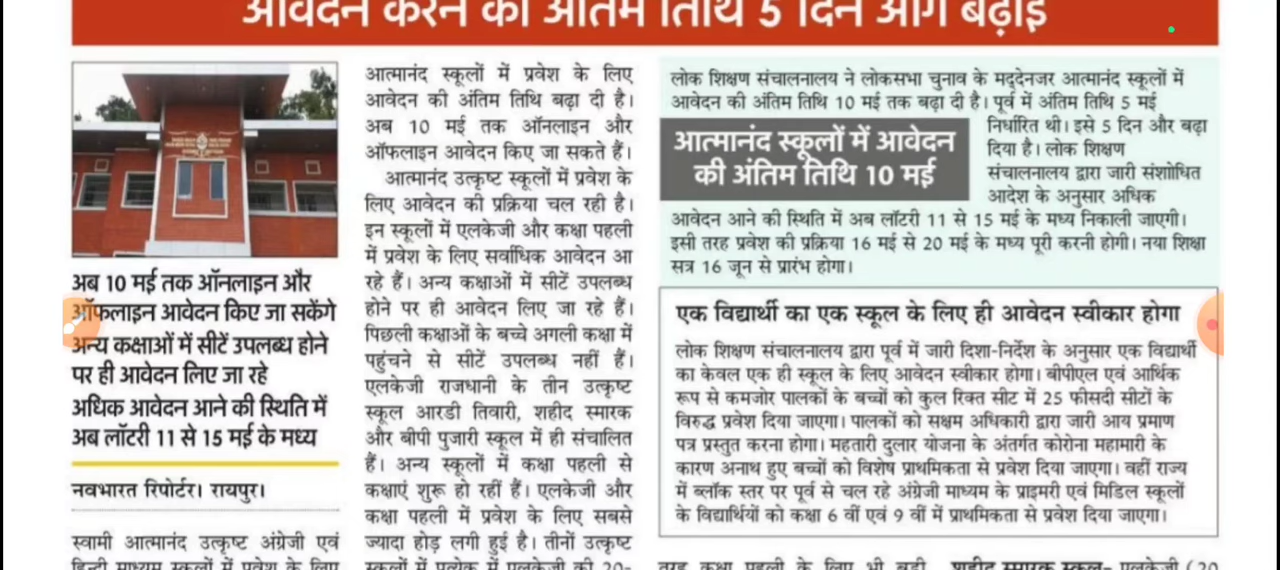 आवेदन करने की अंतिम तिथि 5 दिन आगे बढ़ाई
अब 10 मई तक ऑनलाइन और
ऑफलाइन आवेदन किए जा सकेंगे
अन्य कक्षाओं में सीटें उपलब्ध होने
पर ही आवेदन लिए जा रहे
अधिक आवेदन आने की स्थिति में
अब लॉटरी 11 से 15 मई के मध्य
नवभारत रिपोर्टर। रायपुर।
स्वामी आत्मानंद उत्कृष्ट अंग्रेजी एवं
हिन्दी माध्यम स्कूलों में प्रवेश के लिए
आत्मानंद स्कूलों में प्रवेश के लिए
आवेदन की अंतिम तिथि बढ़ा दी है।
अब 10 मई तक ऑनलाइन और
ऑफलाइन आवेदन किए जा सकते हैं।
आत्मानंद उत्कृष्ट स्कूलों में प्रवेश के
लिए आवेदन की प्रक्रिया चल रही है।
इन स्कूलों में एलकेजी और कक्षा पहली
में प्रवेश के लिए सर्वाधिक आवेदन आ
रहे हैं। अन्य कक्षाओं में सीटें उपलब्ध
होने पर ही आवेदन लिए जा रहे हैं।
पिछली कक्षाओं के बच्चे अगली कक्षा में
पहुंचने से सीटें उपलब्ध नहीं हैं।
एलकेजी राजधानी के तीन उत्कृष्ट
स्कूल आरडी तिवारी, शहीद स्मारक
और बीपी पुजारी स्कूल में ही संचालित
हैं। अन्य स्कूलों में कक्षा पहली से
कक्षाएं शुरू हो रहीं हैं। एलकेजी और
कक्षा पहली में प्रवेश के लिए सबसे
ज्यादा होड़ लगी हुई है। तीनों उत्कृष्ट
स्कूलों में प्रत्येक में एलकेजी की 20-
लोक शिक्षण संचालनालय ने लोकसभा चुनाव के मद्देनजर आत्मानंद स्कूलों में
आवेदन की अंतिम तिथि 10 मई तक बढ़ा दी है। पूर्व में अंतिम तिथि 5 मई
निर्धारित थी। इसे 5 दिन और बढ़ा
दिया है। लोक शिक्षण
संचालनालय द्वारा जारी संशोधित
आदेश के अनुसार अधिक
आत्मानंद स्कूलों में आवेदन
की अंतिम तिथि 10 मई
आवेदन आने की स्थिति में अब लॉटरी 11 से 15 मई के मध्य निकाली जाएगी।
इसी तरह प्रवेश की प्रक्रिया 16 मई से 20 मई के मध्य पूरी करनी होगी। नया शिक्षा
सत्र 16 जून से प्रारंभ होगा।
एक विद्यार्थी का एक स्कूल के लिए ही आवेदन स्वीकार होगा
लोक शिक्षण संचालनालय द्वारा पूर्व में जारी दिशा-निर्देश के अनुसार एक विद्यार्थी
का केवल एक ही स्कूल के लिए आवेदन स्वीकार होगा। बीपीएल एवं आर्थिक
रूप से कमजोर पालकों के बच्चों को कुल रिक्त सीट में 25 फीसदी सीटों के
विरुद्ध प्रवेश दिया जाएगा। पालकों को सक्षम अधिकारी द्वारा जारी आय प्रमाण
पत्र प्रस्तुत करना होगा। महतारी दुलार योजना के अंतर्गत कोरोना महामारी के
कारण अनाथ हुए बच्चों को विशेष प्राथमिकता से प्रवेश दिया जाएगा। वहीं राज्य
में ब्लॉक स्तर पर पूर्व से चल रहे अंग्रेजी माध्यम के प्राइमरी एवं मिडिल स्कूलों
के विद्यार्थियों को कक्षा 6 वीं एवं 9 वीं में प्राथमिकता से प्रवेश दिया जाएगा।
तरह कक्षा पहली के लिए भी बड़ी
शहीद स्मारक स्कूल- एलकेजी (20